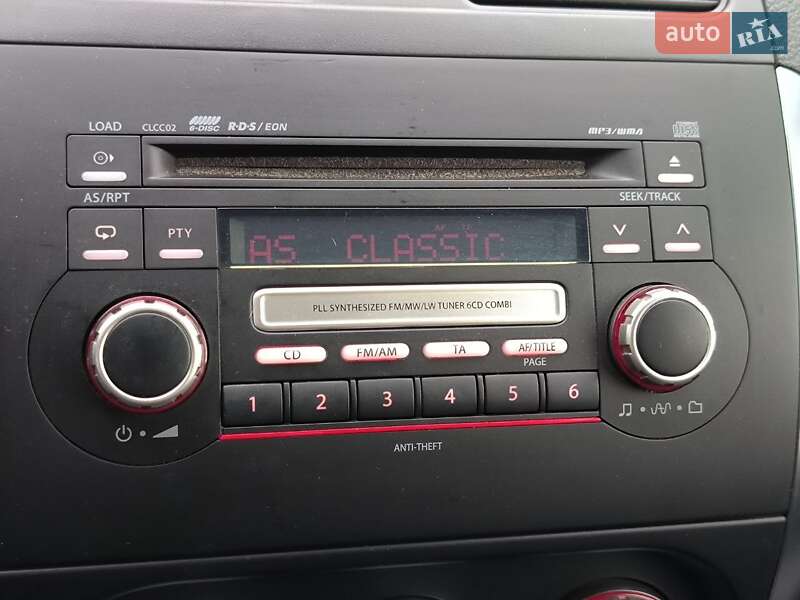 auto RIA
.com
LOAD CLCC02 6-DISC R·D·S/EON MP3/WMA
AS/RPT SEEK/TRACK
PTY
AF
AS CLASSIC
PLL SYNTHESIZED FM/MW/LW TUNER 6CD COMBI
CD FM/AM TA AF/TITLE
PAGE
1 2 3 4 5 6
ANTI-THEFT